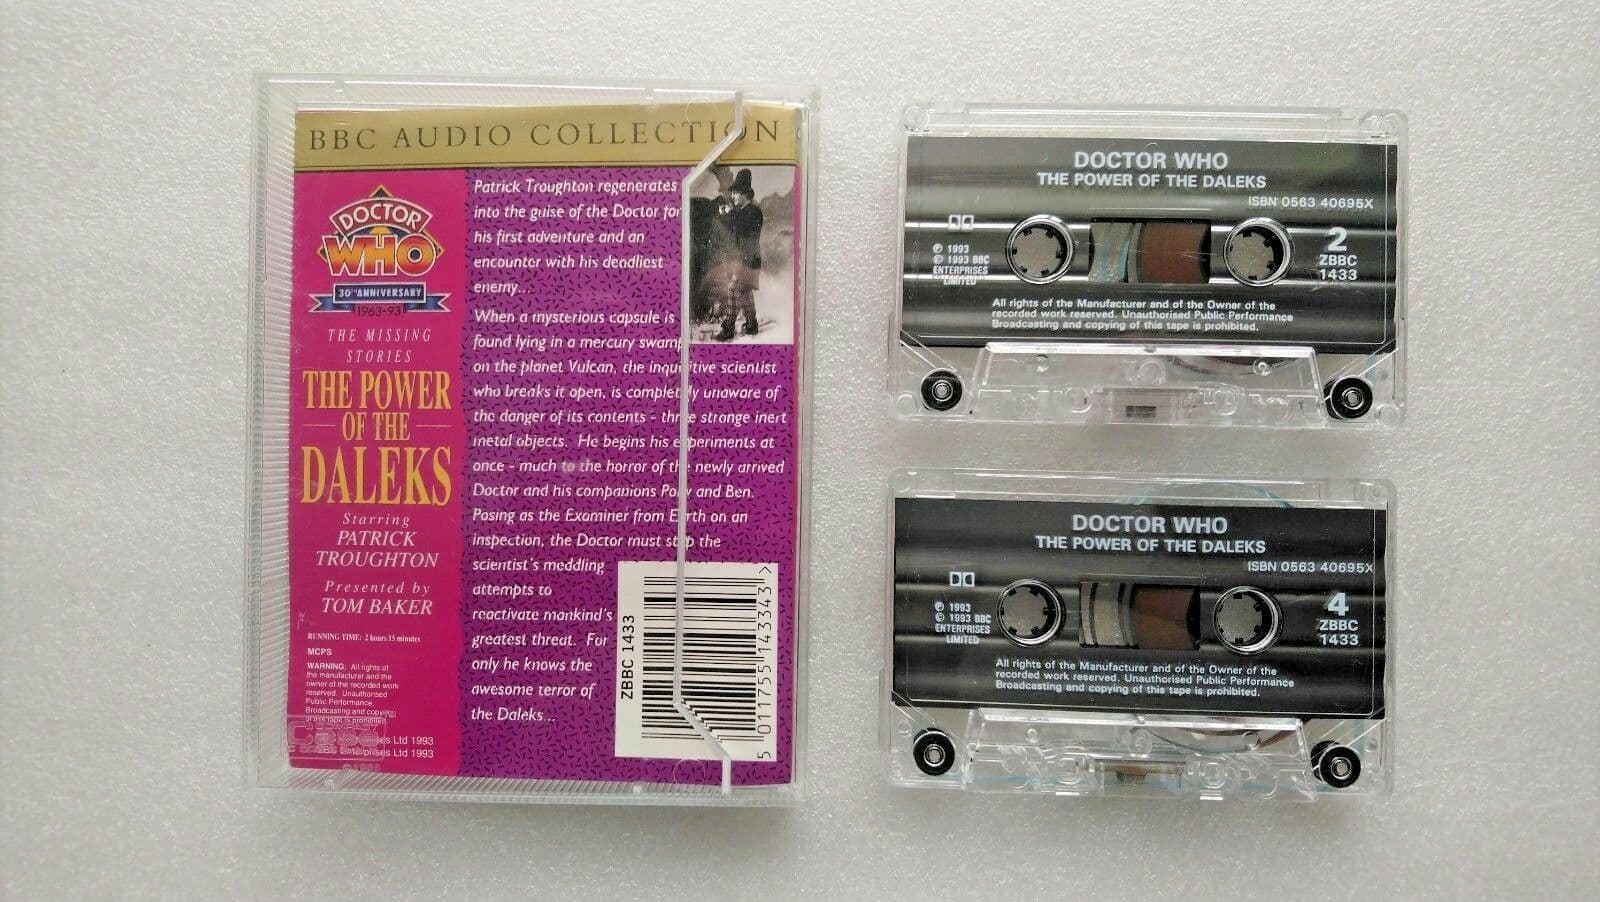 BBC AUDIO COLLECTION
DOCTOR
WHO
30TH ANNIVERSARY
1963-93
THE MISSING
STORIES
THE POWER
OF THE
DALEKS
Starring
PATRICK
TROUGHTON
Presented by
TOM BAKER
RUNNING TIME: 2 hours 15 minutes
MCPS
WARNING: All rights of
the manufacturer and the
owner of the recorded work
reserved. Unauthorised
Public Performance,
Broadcasting and copying
of this tape is prohibited
Ltd 1993
BBC Enterprises Ltd 1993
Case
Patrick Troughton regenerates
into the guise of the Doctor for
his first adventure and an
encounter with his deadliest
enemy...
When a mysterious capsule is
found lying in a mercury swamp
on the planet Vulcan, the inquisitive scientist
who breaks it open, is completely unaware of
the danger of its contents - three strange inert
metal objects. He begins his experiments at
once - much to the horror of the newly arrived
Doctor and his companions Polly and Ben.
Posing as the Examiner from Earth on an
inspection, the Doctor must stop the
scientist's meddling
attempts to
reactivate mankind's
greatest threat. For
only he knows the
awesome terror of
the Daleks...
ZBBC 1433
5 011755 143343 >
DOCTOR WHO
THE POWER OF THE DALEKS
ISBN 0563 40695X
℗ 1993
© 1993 BBC
ENTERPRISES
LIMITED
2
ZBBC
1433
All rights of the Manufacturer and of the Owner of the
recorded work reserved. Unauthorised Public Performance
Broadcasting and copying of this tape is prohibited.
DOCTOR WHO
THE POWER OF THE DALEKS
ISBN 0563 40695X
℗ 1993
© 1993 BBC
ENTERPRISES
LIMITED
4
ZBBC
1433
All rights of the Manufacturer and of the Owner of the
recorded work reserved. Unauthorised Public Performance
Broadcasting and copying of this tape is prohibited.